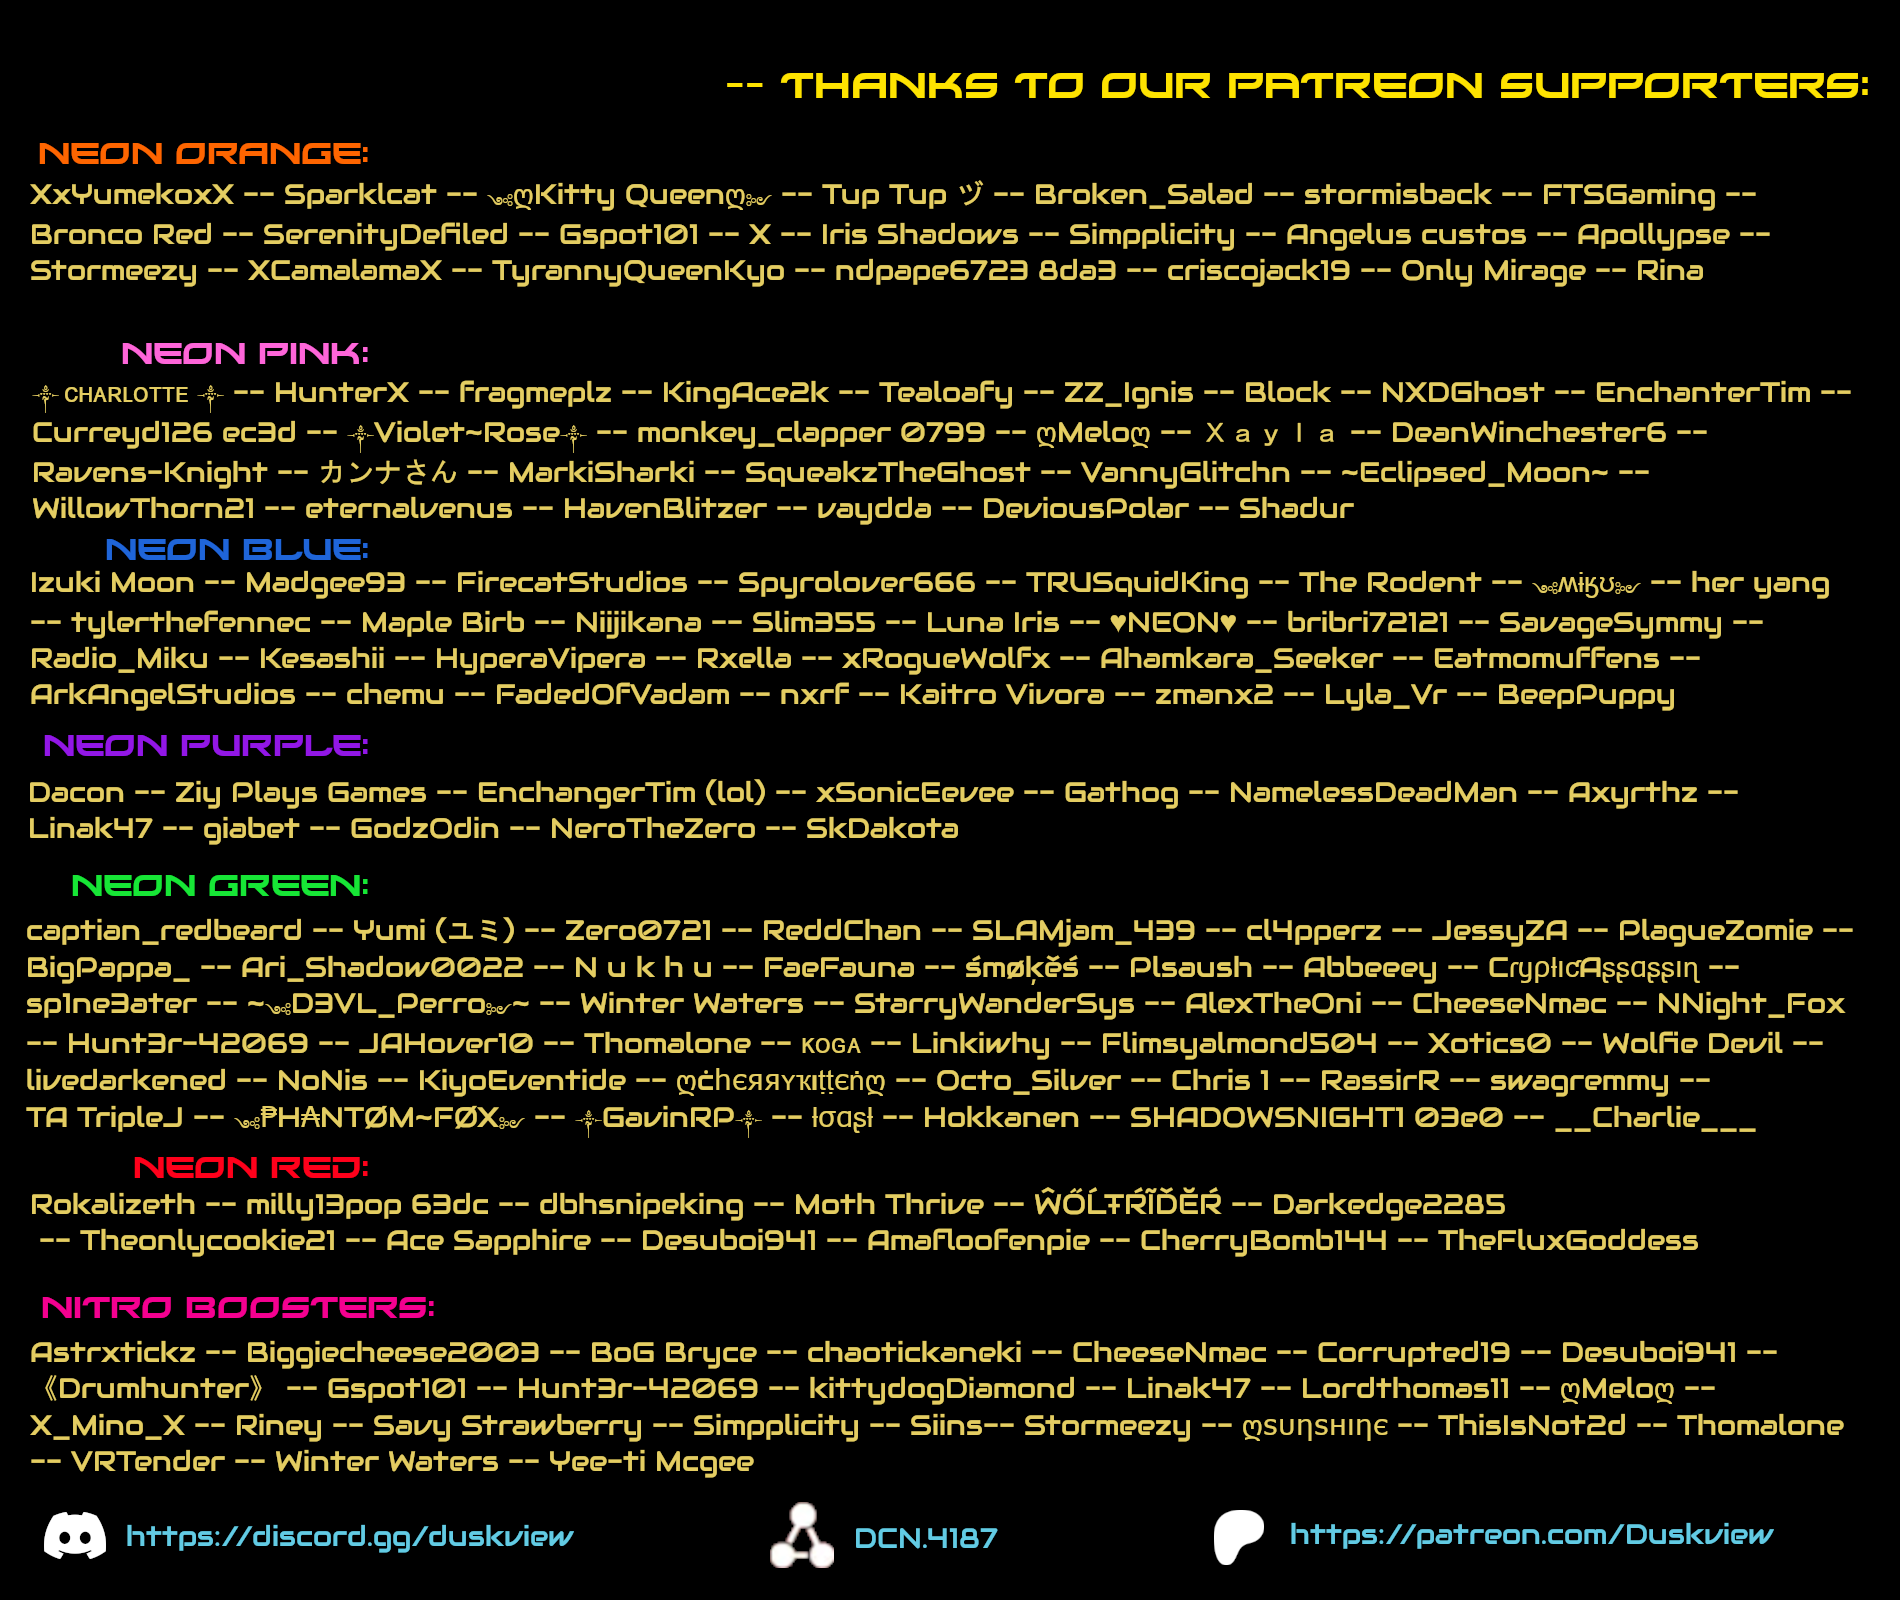 -- THANKS TO OUR PATREON SUPPORTERS:
NEON ORANGE:
XxYumekoxX -- Sparklcat -- ༺ღKitty Queenღ༻ -- Tup Tup ヅ -- Broken_Salad -- stormisback -- FTSGaming --
Bronco Red -- SerenityDefiled -- Gspot101 -- X -- Iris Shadows -- Simpplicity -- Angelus custos -- Apollypse --
Stormeezy -- XCamalamaX -- TyrannyQueenKyo -- ndpape6723 8da3 -- criscojack19 -- Only Mirage -- Rina
NEON PINK:
༒ ᴄʜᴀʀʟᴏᴛᴛᴇ ༒ -- HunterX -- fragmeplz -- KingAce2k -- Tealoafy -- ZZ_Ignis -- Block -- NXDGhost -- EnchanterTim --
Curreyd126 ec3d -- ༒Violet~Rose༒ -- monkey_clapper 0799 -- ღMeloღ -- Ｘａｙｌａ -- DeanWinchester6 --
Ravens-Knight -- カンナさん -- MarkiSharki -- SqueakzTheGhost -- VannyGlitchn -- ~Eclipsed_Moon~ --
WillowThorn21 -- eternalvenus -- HavenBlitzer -- vaydda -- DeviousPolar -- Shadur
NEON BLUE:
Izuki Moon -- Madgee93 -- FirecatStudios -- Spyrolover666 -- TRUSquidKing -- The Rodent -- ༺ʍɨӄʊ༻ -- her yang
-- tylerthefennec -- Maple Birb -- Niijikana -- Slim355 -- Luna Iris -- ♥NEON♥ -- bribri72121 -- SavageSymmy --
Radio_Miku -- Kesashii -- HyperaVipera -- Rxella -- xRogueWolfx -- Ahamkara_Seeker -- Eatmomuffens --
ArkAngelStudios -- chemu -- FadedOfVadam -- nxrf -- Kaitro Vivora -- zmanx2 -- Lyla_Vr -- BeepPuppy
NEON PURPLE:
Dacon -- Ziy Plays Games -- EnchangerTim (lol) -- xSonicEevee -- Gathog -- NamelessDeadMan -- Axyrthz --
Linak47 -- giabet -- GodzOdin -- NeroTheZero -- SkDakota
NEON GREEN:
captian_redbeard -- Yumi (ユミ) -- Zero0721 -- ReddChan -- SLAMjam_439 -- cl4pperz -- JessyZA -- PlagueZomie --
BigPappa_ -- Ari_Shadow0022 -- N u k h u -- FaeFauna -- śmøķěś -- Plsaush -- Abbeeey -- Cɾყρƚιƈ​Aʂʂαʂʂιɳ --
sp1ne3ater -- ~༺D3VL_Perro༻~ -- Winter Waters -- StarryWanderSys -- AlexTheOni -- CheeseNmac -- NNight_Fox
-- Hunt3r-42069 -- JAHover10 -- Thomalone -- ᴋᴏɢᴀ -- Linkiwhy -- Flimsyalmond504 -- Xotics0 -- Wolfie Devil --
livedarkened -- NoNis -- KiyoEventide -- ღċһєяяʏҡıţţєṅღ -- Octo_Silver -- Chris 1 -- RassirR -- swagremmy --
TA TripleJ -- ༺₱H₳NTØM~FØX༻ -- ༒GavinRP༒ -- ƚσαʂƚ -- Hokkanen -- SHADOWSNIGHT1 03e0 -- __Charlie___
NEON RED:
Rokalizeth -- milly13pop 63dc -- dbhsnipeking -- Moth Thrive -- ŴŐĹŦŔĨĎĔŔ -- Darkedge2285
-- Theonlycookie21 -- Ace Sapphire -- Desuboi941 -- Amafloofenpie -- CherryBomb144 -- TheFluxGoddess
NITRO BOOSTERS:
Astrxtickz -- Biggiecheese2003 -- BoG Bryce -- chaotickaneki -- CheeseNmac -- Corrupted19 -- Desuboi941 --
《Drumhunter》 -- Gspot101 -- Hunt3r-42069 -- kittydogDiamond -- Linak47 -- Lordthomas11 -- ღMeloღ --
X_Mino_X -- Riney -- Savy Strawberry -- Simpplicity -- Siins-- Stormeezy -- ღѕυηѕнιηє -- ThisIsNot2d -- Thomalone
-- VRTender -- Winter Waters -- Yee-ti Mcgee
https://discord.gg/duskview
DCN.4187
https://patreon.com/Duskview